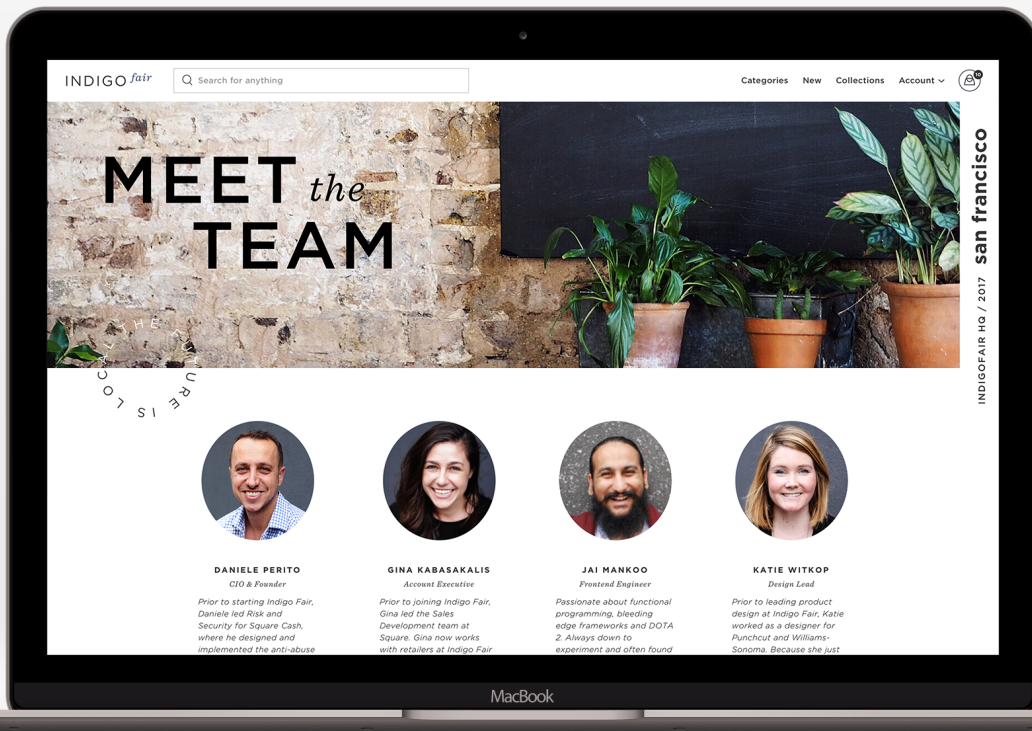 INDIGO fair
Search for anything
Categories New Collections Account
10
MEET the
TEAM
san francisco
INDIGOFAIR HQ / 2017
THE FUTURE IS LOCAL
DANIELE PERITO
CIO & Founder
Prior to starting Indigo Fair,
Daniele led Risk and
Security for Square Cash,
where he designed and
implemented the anti-abuse
GINA KABASAKALIS
Account Executive
Prior to joining Indigo Fair,
Gina led the Sales
Development team at
Square. Gina now works
with retailers at Indigo Fair
JAI MANKOO
Frontend Engineer
Passionate about functional
programming, bleeding
edge frameworks and DOTA
2. Always down to
experiment and often found
KATIE WITKOP
Design Lead
Prior to leading product
design at Indigo Fair, Katie
worked as a designer for
Punchcut and Williams-
Sonoma. Because she just
MacBook